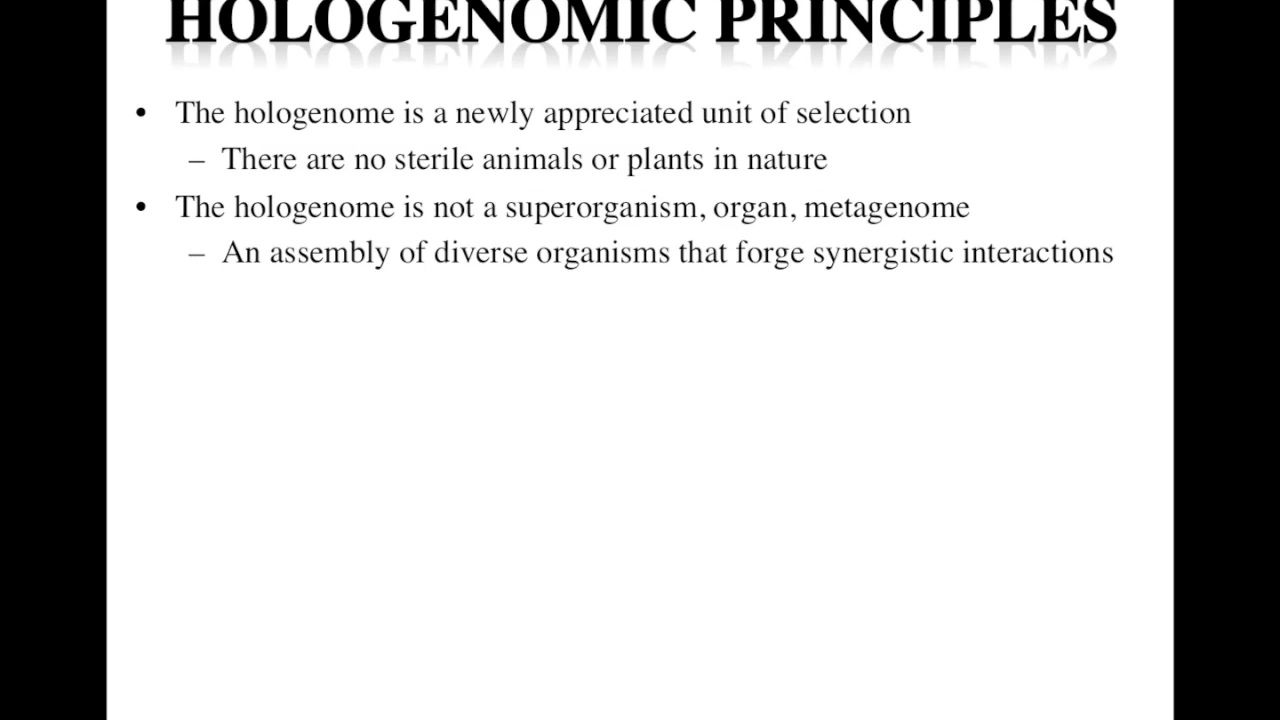 HOLOGENOMIC PRINCIPLES
• The hologenome is a newly appreciated unit of selection
– There are no sterile animals or plants in nature
• The hologenome is not a superorganism, organ, metagenome
– An assembly of diverse organisms that forge synergistic interactions